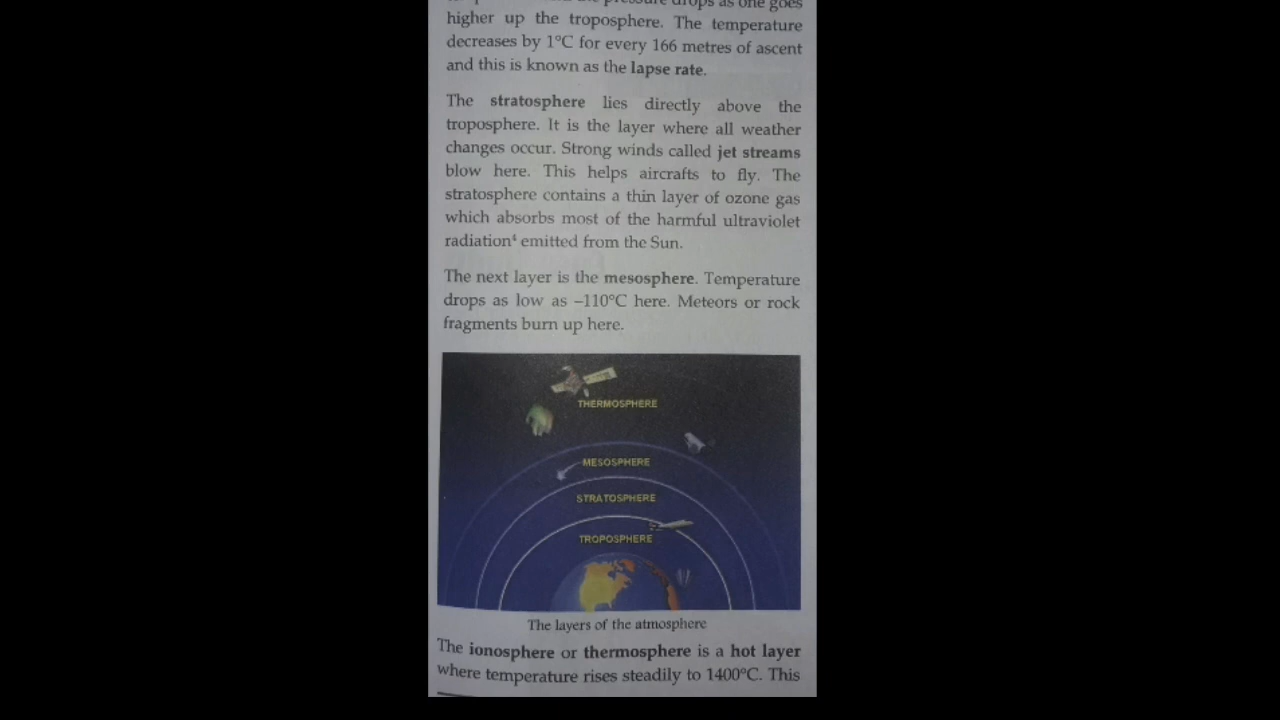 pressure drops as one goes
higher up the troposphere. The temperature
decreases by 1°C for every 166 metres of ascent
and this is known as the lapse rate.
The stratosphere lies directly above the
troposphere. It is the layer where all weather
changes occur. Strong winds called jet streams
blow here. This helps aircrafts to fly. The
stratosphere contains a thin layer of ozone gas
which absorbs most of the harmful ultraviolet
radiation⁴ emitted from the Sun.
The next layer is the mesosphere. Temperature
drops as low as –110°C here. Meteors or rock
fragments burn up here.
THERMOSPHERE
MESOSPHERE
STRATOSPHERE
TROPOSPHERE
The layers of the atmosphere
The ionosphere or thermosphere is a hot layer
where temperature rises steadily to 1400°C. This